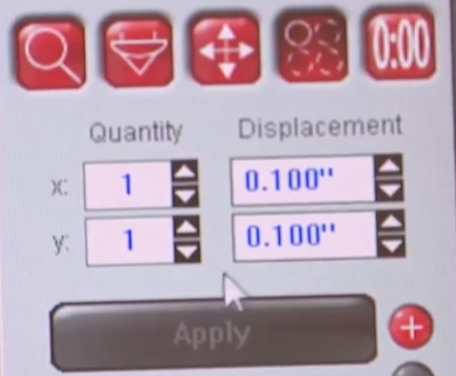 0:00
Quantity Displacement
x: 1 0.100"
y: 1 0.100"
Apply